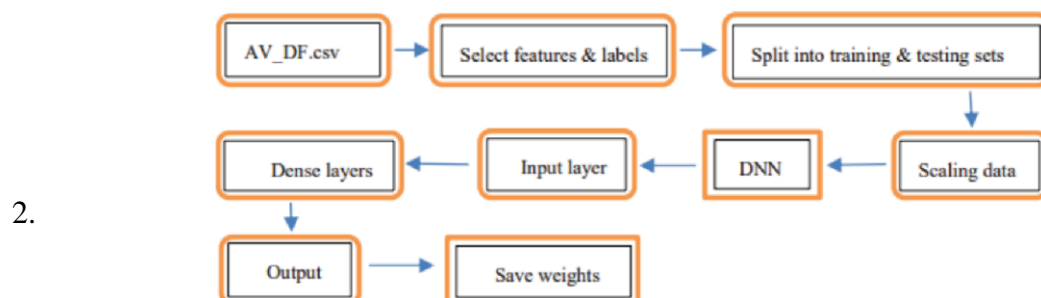 AV_DF.csv
Select features & labels
Split into training & testing sets
Dense layers
Input layer
DNN
Scaling data
2.
Output
Save weights